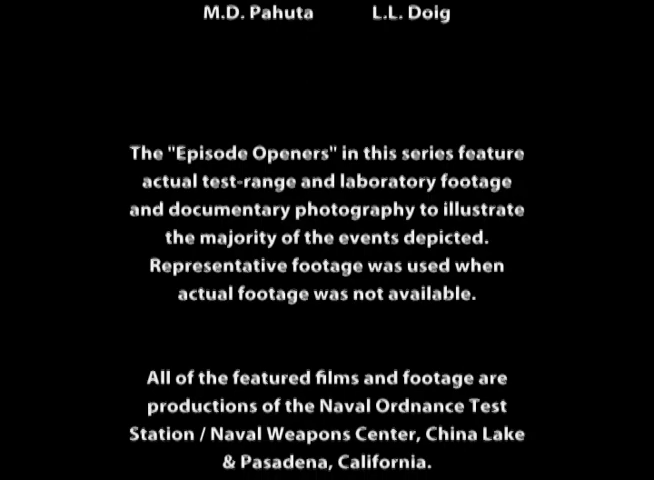 M.D. Pahuta L.L. Doig
The "Episode Openers" in this series feature
actual test-range and laboratory footage
and documentary photography to illustrate
the majority of the events depicted.
Representative footage was used when
actual footage was not available.
All of the featured films and footage are
productions of the Naval Ordnance Test
Station / Naval Weapons Center, China Lake
& Pasadena, California.